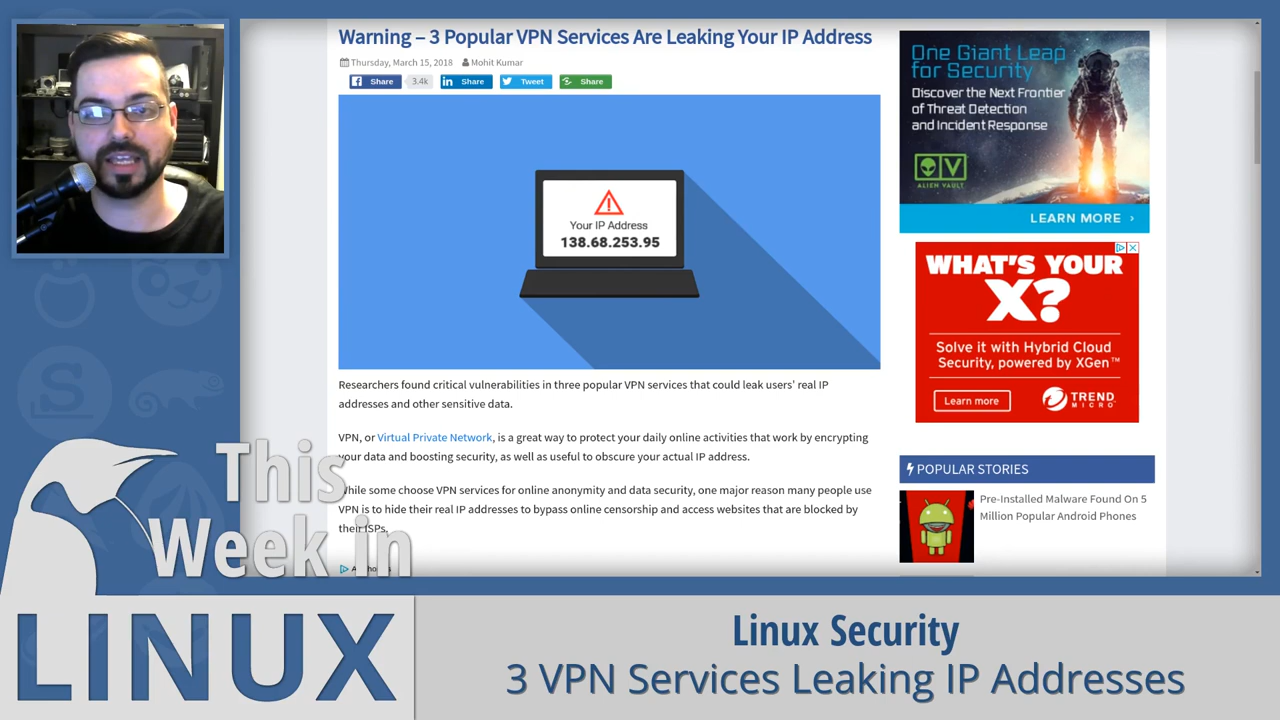 Warning – 3 Popular VPN Services Are Leaking Your IP Address
Thursday, March 15, 2018 Mohit Kumar
Share 3.4k Share Tweet Share
Your IP Address
138.68.253.95
Researchers found critical vulnerabilities in three popular VPN services that could leak users' real IP
addresses and other sensitive data.
VPN, or Virtual Private Network, is a great way to protect your daily online activities that work by encrypting
your data and boosting security, as well as useful to obscure your actual IP address.
While some choose VPN services for online anonymity and data security, one major reason many people use
VPN is to hide their real IP addresses to bypass online censorship and access websites that are blocked by
their ISPs.
One Giant Leap
for Security
Discover the Next Frontier
of Threat Detection
and Incident Response
ALIEN VAULT
LEARN MORE
WHAT'S YOUR
X?
Solve it with Hybrid Cloud
Security, powered by XGen™
Learn more
TREND
MICRO
POPULAR STORIES
Pre-Installed Malware Found On 5
Million Popular Android Phones
This
Week in
LINUX
Linux Security
3 VPN Services Leaking IP Addresses